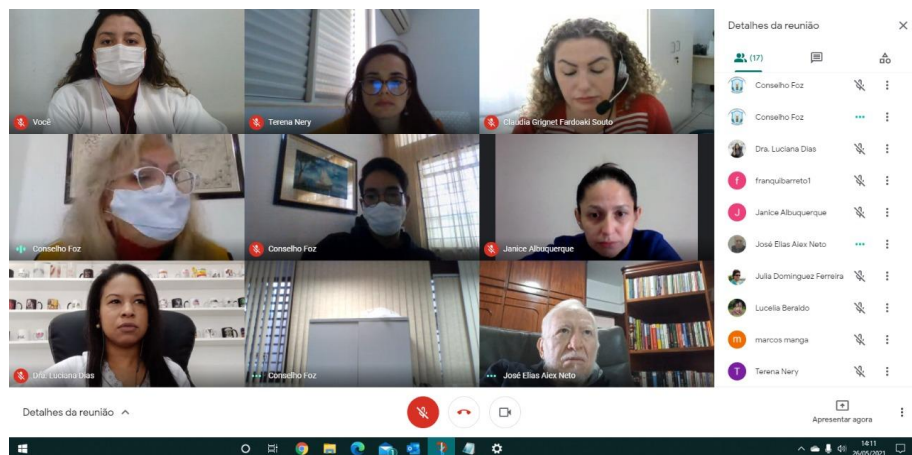 Você
Terena Nery
Claudia Grignet Fardoski Souto
Conselho Foz
Conselho Foz
Janice Albuquerque
Dra. Luciana Dias
Conselho Foz
José Elias Aiex Neto
Detalhes da reunião
(17)
Conselho Foz
Conselho Foz
Dra. Luciana Dias
f franquibarreto1
J Janice Albuquerque
José Elias Aiex Neto
Julia Dominguez Ferreira
Lucelia Beraldo
m marcos manga
T Terena Nery
Detalhes da reunião
Apresentar agora
14:11
26/05/2021